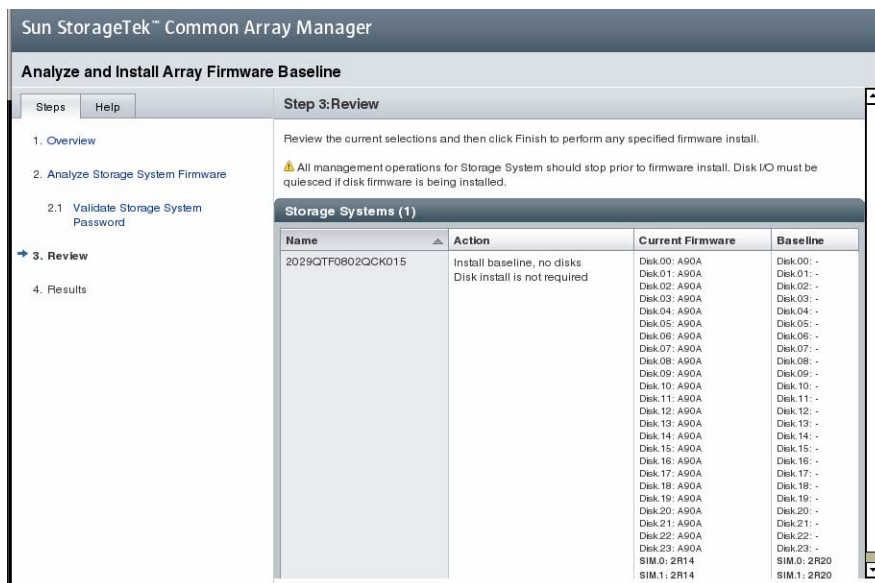 Sun StorageTek™ Common Array Manager
Analyze and Install Array Firmware Baseline
Steps Help
1. Overview
2. Analyze Storage System Firmware
2.1 Validate Storage System
Password
3. Review
4. Results
Step 3:Review
Review the current selections and then click Finish to perform any specified firmware install.
All management operations for Storage System should stop prior to firmware install. Disk I/O must be
quiesced if disk firmware is being installed.
Storage Systems (1)
Name Action Current Firmware Baseline
2029QTF0802QCK015 Install baseline, no disks Disk.00: A90A Disk.00: -
Disk install is not required Disk.01: A90A Disk.01: -
Disk.02: A90A Disk.02: -
Disk.03: A90A Disk.03: -
Disk.04: A90A Disk.04: -
Disk.05: A90A Disk.05: -
Disk.06: A90A Disk.06: -
Disk.07: A90A Disk.07: -
Disk.08: A90A Disk.08: -
Disk.09: A90A Disk.09: -
Disk.10: A90A Disk.10: -
Disk.11: A90A Disk.11: -
Disk.12: A90A Disk.12: -
Disk.13: A90A Disk.13: -
Disk.14: A90A Disk.14: -
Disk.15: A90A Disk.15: -
Disk.16: A90A Disk.16: -
Disk.17: A90A Disk.17: -
Disk.18: A90A Disk.18: -
Disk.19: A90A Disk.19: -
Disk.20: A90A Disk.20: -
Disk.21: A90A Disk.21: -
Disk.22: A90A Disk.22: -
Disk.23: A90A Disk.23: -
SIM.0: 2R14 SIM.0: 2R20
SIM.1: 2R14 SIM.1: 2R20